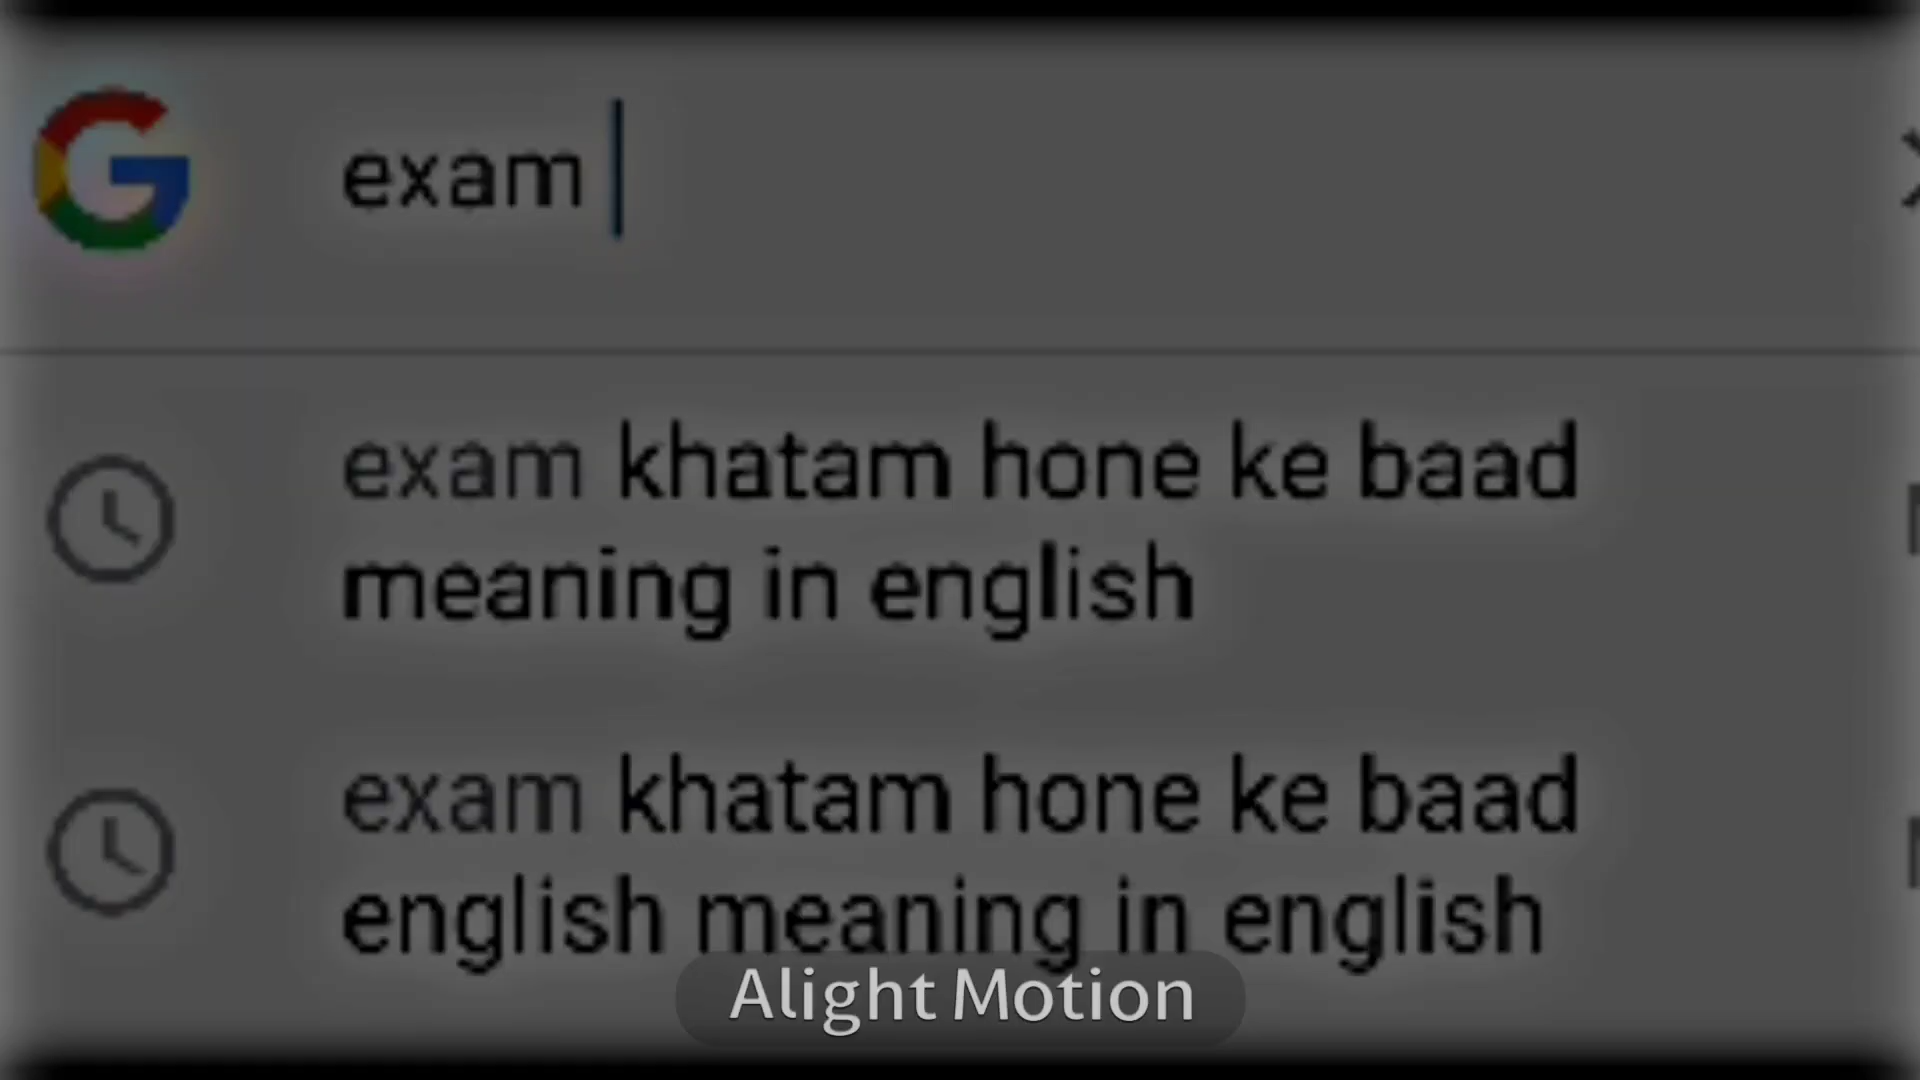 exam
exam khatam hone ke baad
meaning in english
exam khatam hone ke baad
english meaning in english
Alight Motion